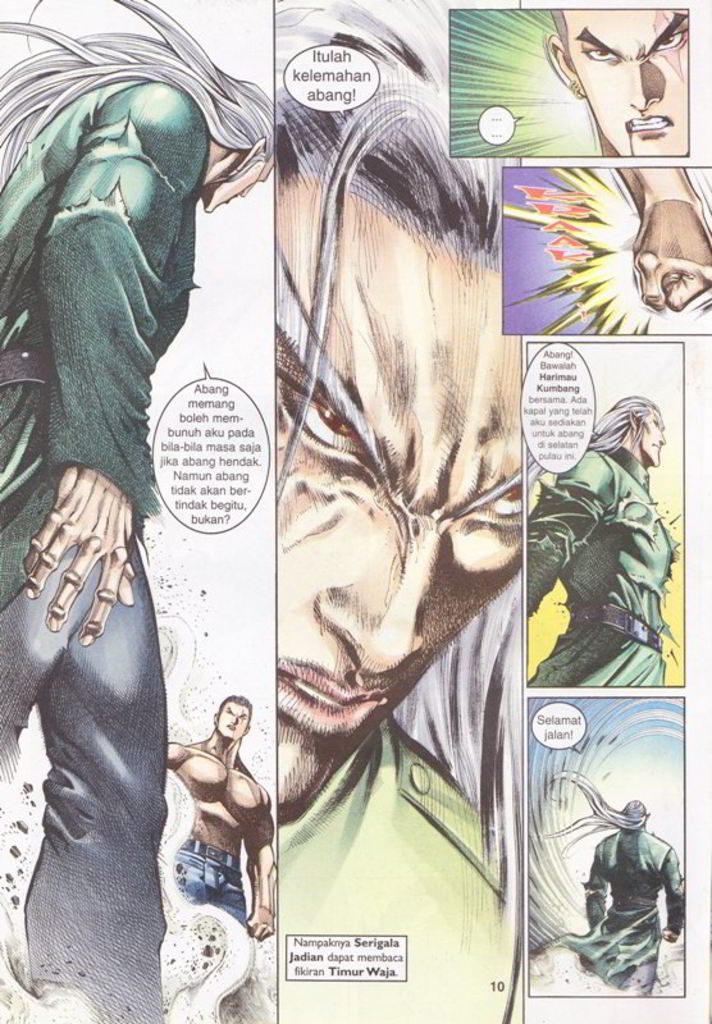 Abang
memang
boleh mem-
bunuh aku pada
bila-bila masa saja
jika abang hendak.
Namun abang
tidak akan ber-
tindak begitu,
bukan?
Itulah
kelemahan
abang!
Nampaknya Serigala
Jadian dapat membaca
fikiran Timur Waja.
...
...
Abang!
Bawalah
Harimau
Kumbang
bersama. Ada
kapal yang telah
aku sediakan
untuk abang
di selatan
pulau ini.
Selamat
jalan!
10